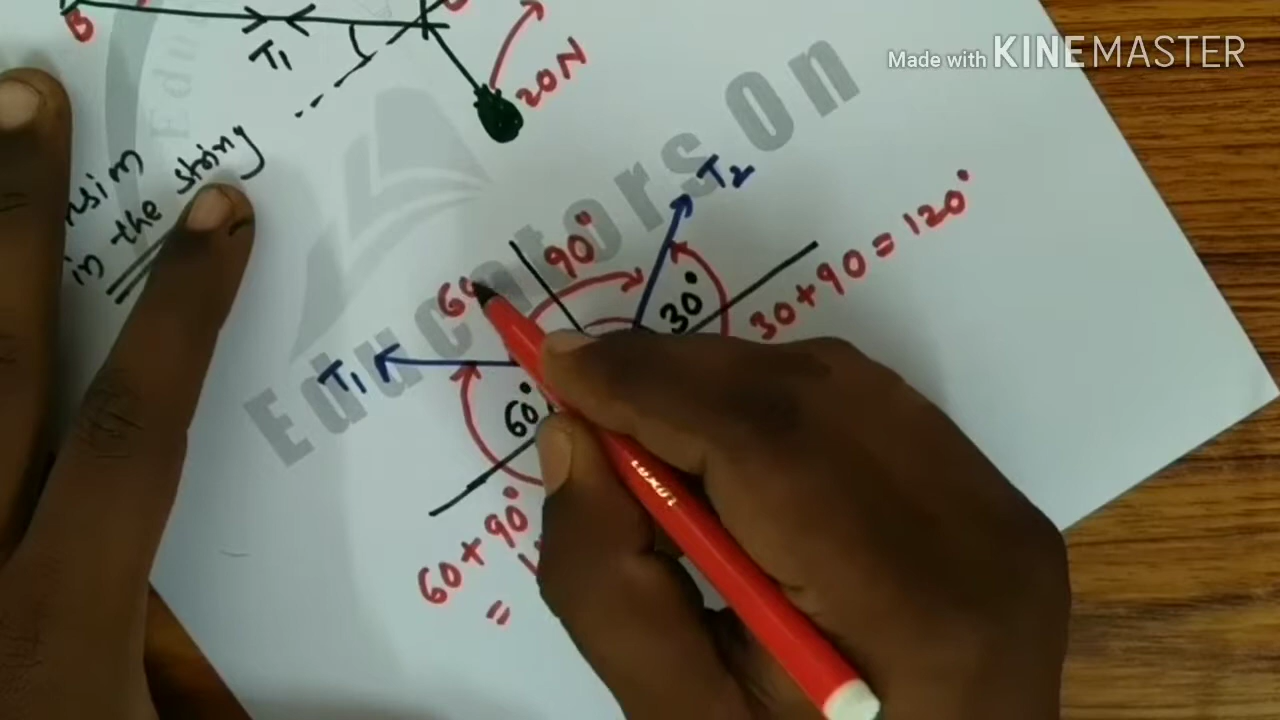 Made with KINEMASTER
B
T1
20N
in the string
Educators On
T2
90°
60
30°
30+90=120°
T1
60°
60+90°
=
LUXOR